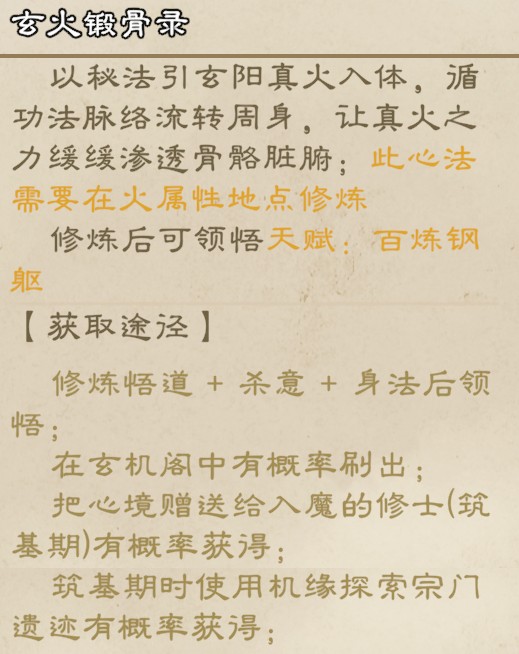 玄火锻骨录
以秘法引玄阳真火入体，循
功法脉络流转周身，让真火之
力缓缓渗透骨骼脏腑；此心法
需要在火属性地点修炼
修炼后可领悟天赋：百炼钢
躯
【获取途径】
修炼悟道 + 杀意 + 身法后领
悟；
在玄机阁中有概率刷出；
把心境赠送给入魔的修士(筑
基期)有概率获得；
筑基期时使用机缘探索宗门
遗迹有概率获得；